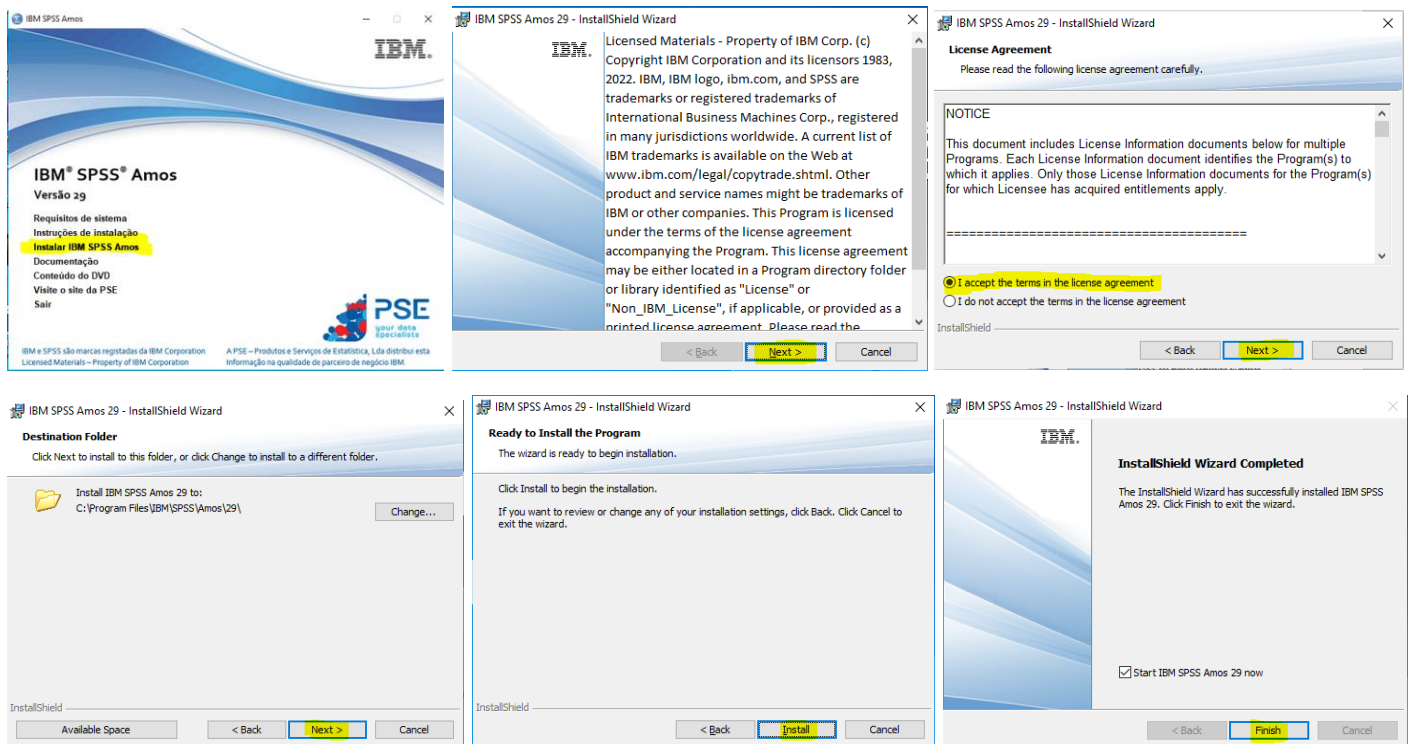 IBM SPSS Amos
IBM.
IBM® SPSS® Amos
Versão 29
Requisitos de sistema
Instruções de instalação
Instalar IBM SPSS Amos
Documentação
Conteúdo do DVD
Visite o site da PSE
Sair
PSE
your data
specialists
IBM e SPSS são marcas registadas da IBM Corporation
Licensed Materials – Property of IBM Corporation
A PSE – Produtos e Serviços de Estatística, Lda distribui esta
Informação na qualidade de parceiro de negócio IBM.
IBM SPSS Amos 29 - InstallShield Wizard
IBM.
Licensed Materials - Property of IBM Corp. (c)
Copyright IBM Corporation and its licensors 1983,
2022. IBM, IBM logo, ibm.com, and SPSS are
trademarks or registered trademarks of
International Business Machines Corp., registered
in many jurisdictions worldwide. A current list of
IBM trademarks is available on the Web at
www.ibm.com/legal/copytrade.shtml. Other
product and service names might be trademarks of
IBM or other companies. This Program is licensed
under the terms of the license agreement
accompanying the Program. This license agreement
may be either located in a Program directory folder
or library identified as "License" or
"Non_IBM_License", if applicable, or provided as a
printed license agreement. Please read the
< Back
Next >
Cancel
IBM SPSS Amos 29 - InstallShield Wizard
License Agreement
Please read the following license agreement carefully.
NOTICE
This document includes License Information documents below for multiple
Programs. Each License Information document identifies the Program(s) to
which it applies. Only those License Information documents for the Program(s)
for which Licensee has acquired entitlements apply.
========================================
I accept the terms in the license agreement
I do not accept the terms in the license agreement
InstallShield
< Back
Next >
Cancel
IBM SPSS Amos 29 - InstallShield Wizard
Destination Folder
Click Next to install to this folder, or click Change to install to a different folder.
Install IBM SPSS Amos 29 to:
C:\Program Files\IBM\SPSS\Amos\29\
Change...
InstallShield
Available Space
< Back
Next >
Cancel
IBM SPSS Amos 29 - InstallShield Wizard
Ready to Install the Program
The wizard is ready to begin installation.
Click Install to begin the installation.
If you want to review or change any of your installation settings, click Back. Click Cancel to
exit the wizard.
InstallShield
< Back
Install
Cancel
IBM SPSS Amos 29 - InstallShield Wizard
IBM.
InstallShield Wizard Completed
The InstallShield Wizard has successfully installed IBM SPSS
Amos 29. Click Finish to exit the wizard.
Start IBM SPSS Amos 29 now
< Back
Finish
Cancel